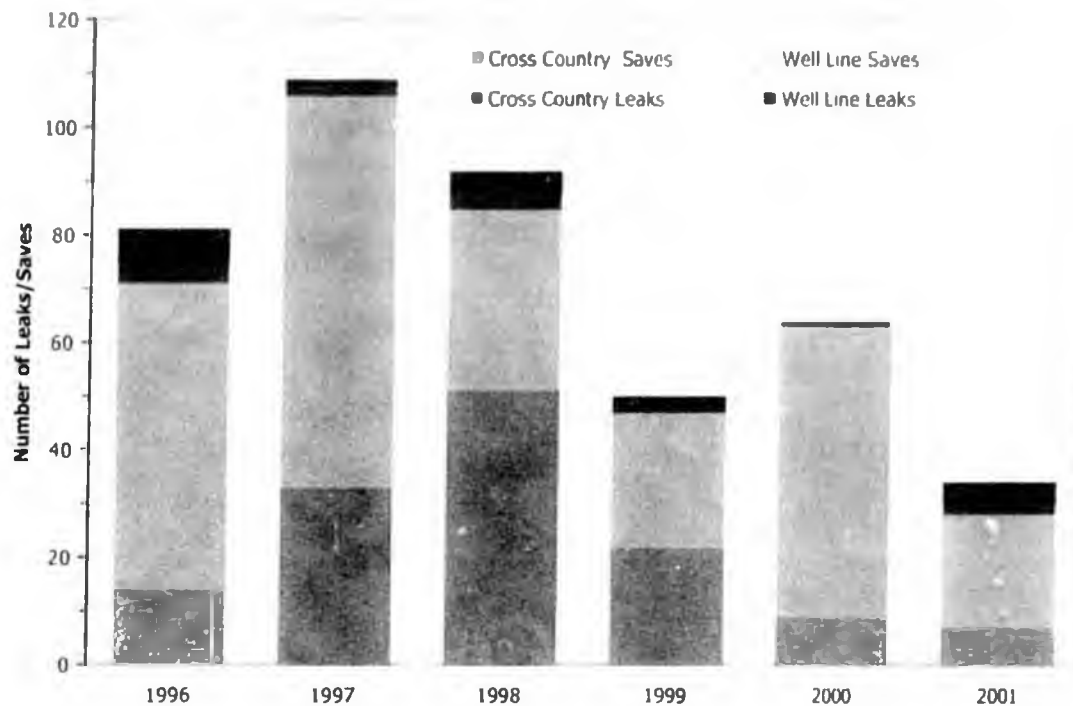 120
Cross Country Saves Well Line Saves
Cross Country Leaks Well Line Leaks
100
80
60
40
20
0
Number of Leaks/Saves
1996 1997 1998 1999 2000 2001